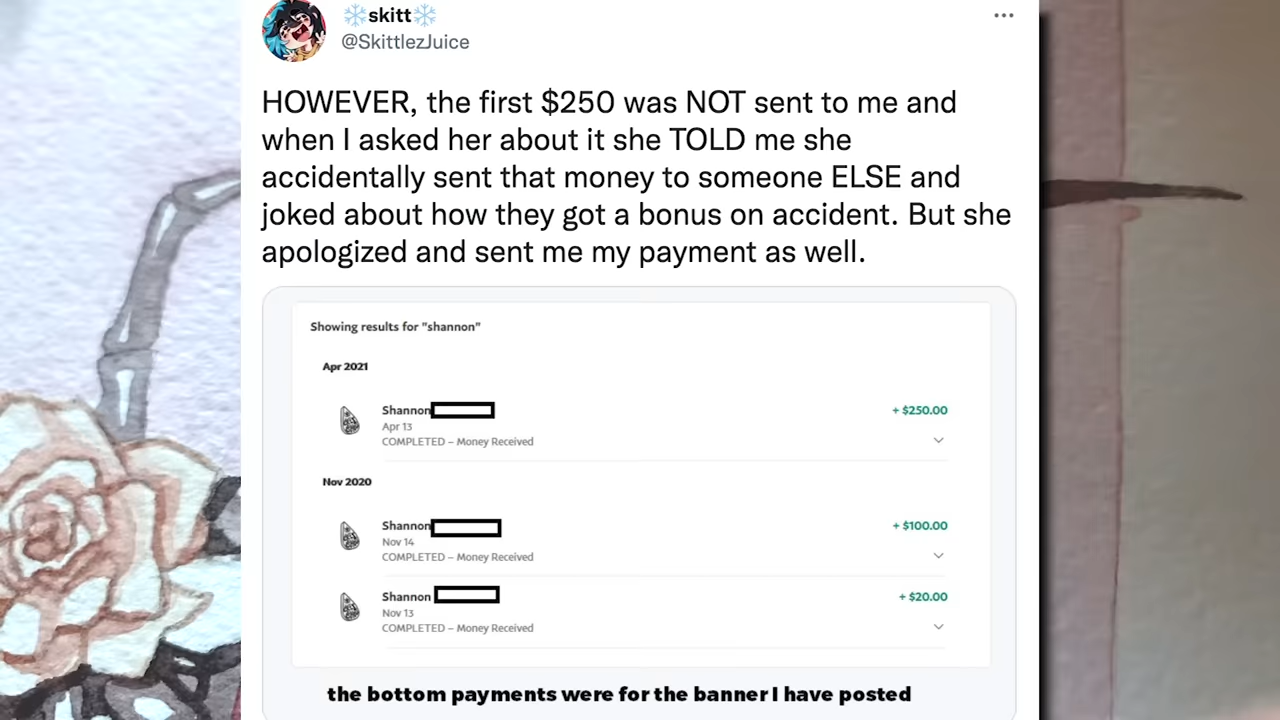 ❄️skitt❄️
@SkittlezJuice
HOWEVER, the first $250 was NOT sent to me and
when I asked her about it she TOLD me she
accidentally sent that money to someone ELSE and
joked about how they got a bonus on accident. But she
apologized and sent me my payment as well.
Showing results for "shannon"
Apr 2021
Shannon + $250.00
Apr 13
COMPLETED – Money Received
Nov 2020
Shannon + $100.00
Nov 14
COMPLETED – Money Received
Shannon + $20.00
Nov 13
COMPLETED – Money Received
the bottom payments were for the banner I have posted